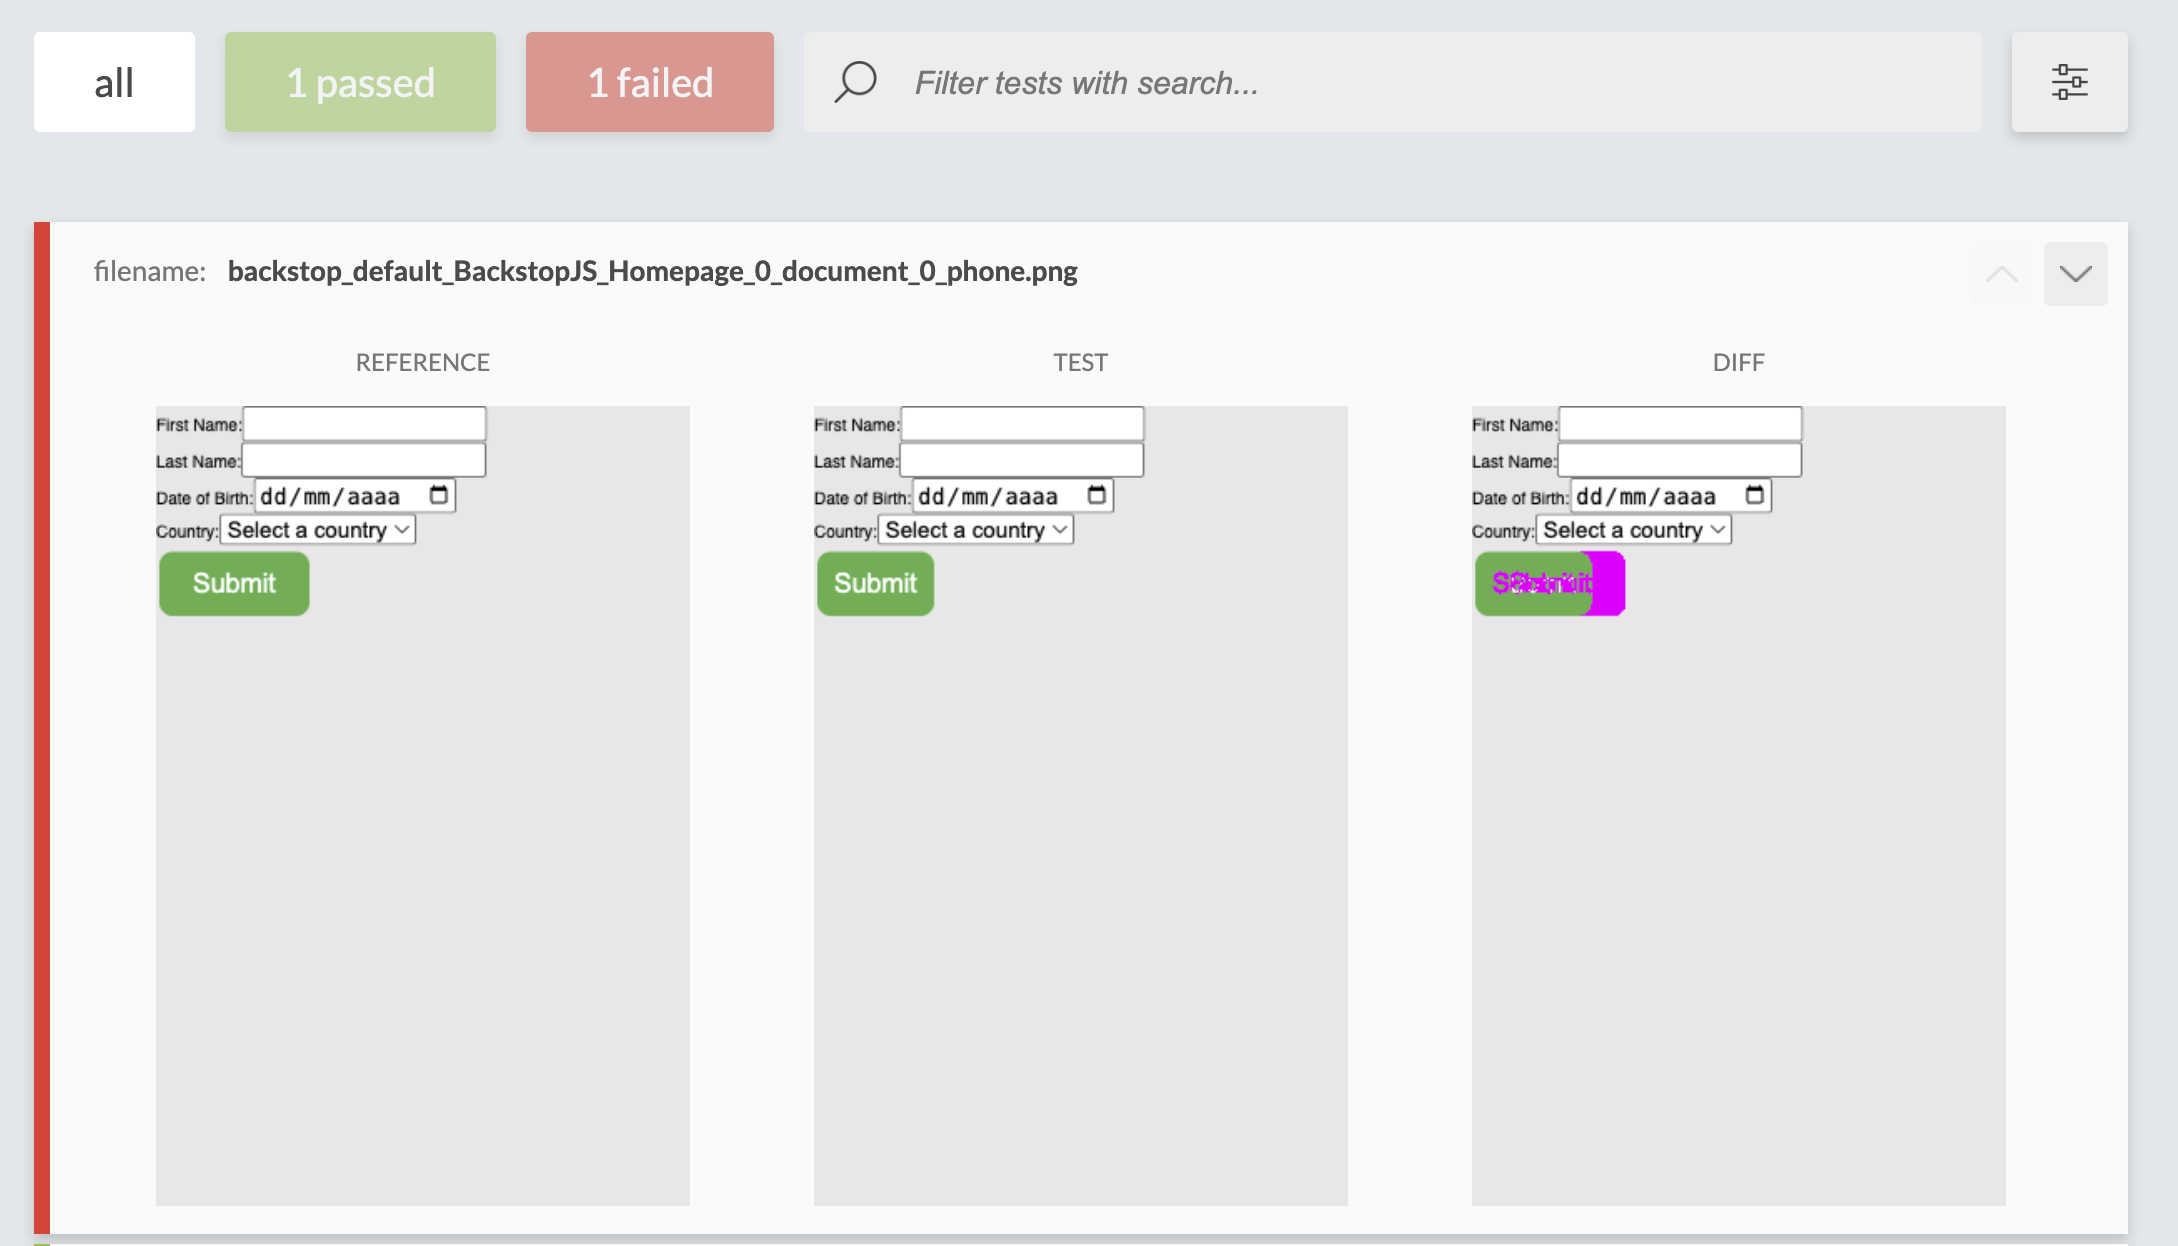 all 1 passed 1 failed Filter tests with search...
filename: backstop_default_BackstopJS_Homepage_0_document_0_phone.png
REFERENCE TEST DIFF
First Name:
Last Name:
Date of Birth: dd/mm/aaaa
Country: Select a country
Submit
First Name:
Last Name:
Date of Birth: dd/mm/aaaa
Country: Select a country
Submit
First Name:
Last Name:
Date of Birth: dd/mm/aaaa
Country: Select a country